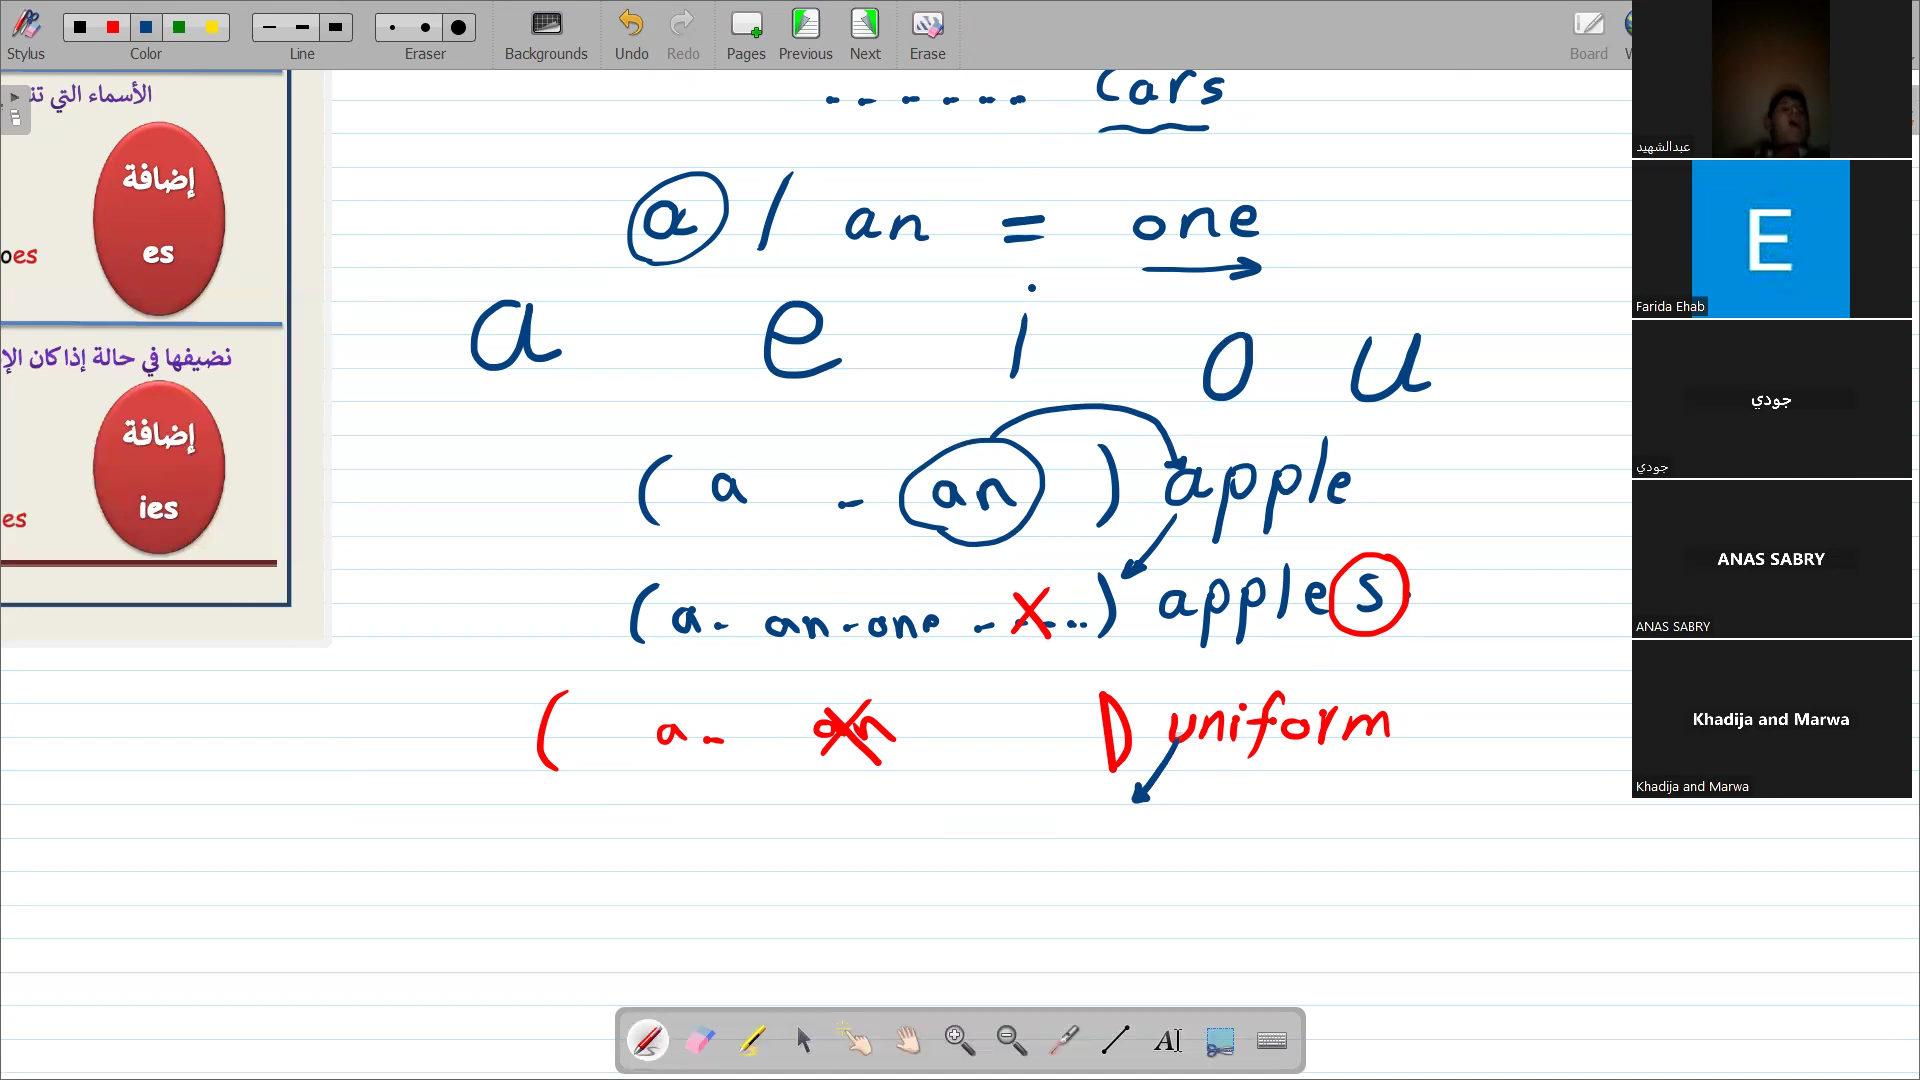 Stylus Color Line Eraser Backgrounds Undo Redo Pages Previous Next Erase Board
الأسماء التي تن
إضافة
es
oes
نضيفها في حالة إذا كان الإ
إضافة
ies
es
....... Cars
a / an = one
a e i o u
( a - an ) apple
( a - an - one - ..... ) apples
( a - an ) uniform
عبدالشهيد
E
Farida Ehab
جودي
جودي
ANAS SABRY
ANAS SABRY
Khadija and Marwa
Khadija and Marwa